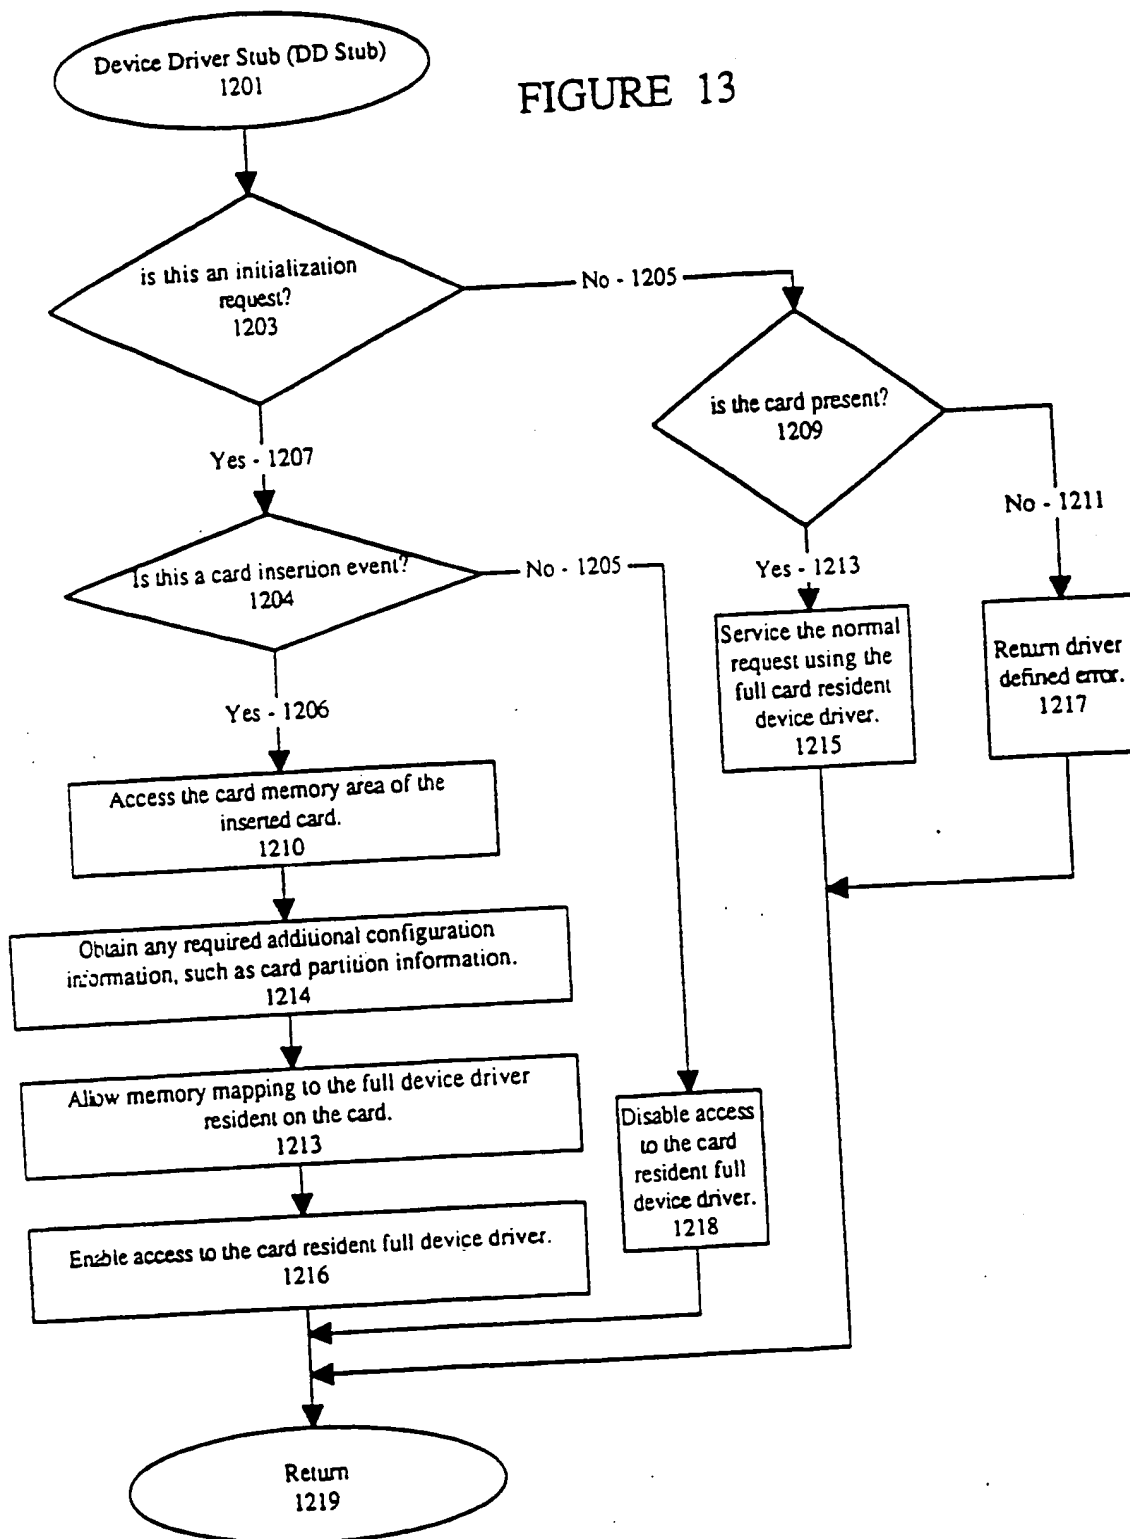 Device Driver Stub (DD Stub)
1201
FIGURE 13
is this an initialization
request?
1203
No - 1205
is the card present?
1209
Yes - 1207
No - 1211
Is this a card insertion event?
1204
No - 1205
Yes - 1213
Service the normal
request using the
full card resident
device driver.
1215
Return driver
defined error.
1217
Yes - 1206
Access the card memory area of the
inserted card.
1210
Obtain any required additional configuration
information, such as card partition information.
1214
Allow memory mapping to the full device driver
resident on the card.
1213
Disable access
to the card
resident full
device driver.
1218
Enable access to the card resident full device driver.
1216
Return
1219